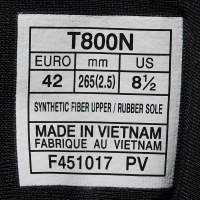 T800N
EURO mm US
42 265(2.5) 8½
SYNTHETIC FIBER UPPER / RUBBER SOLE
MADE IN VIETNAM
FABRIQUE AU VIETNAM
F451017 PV